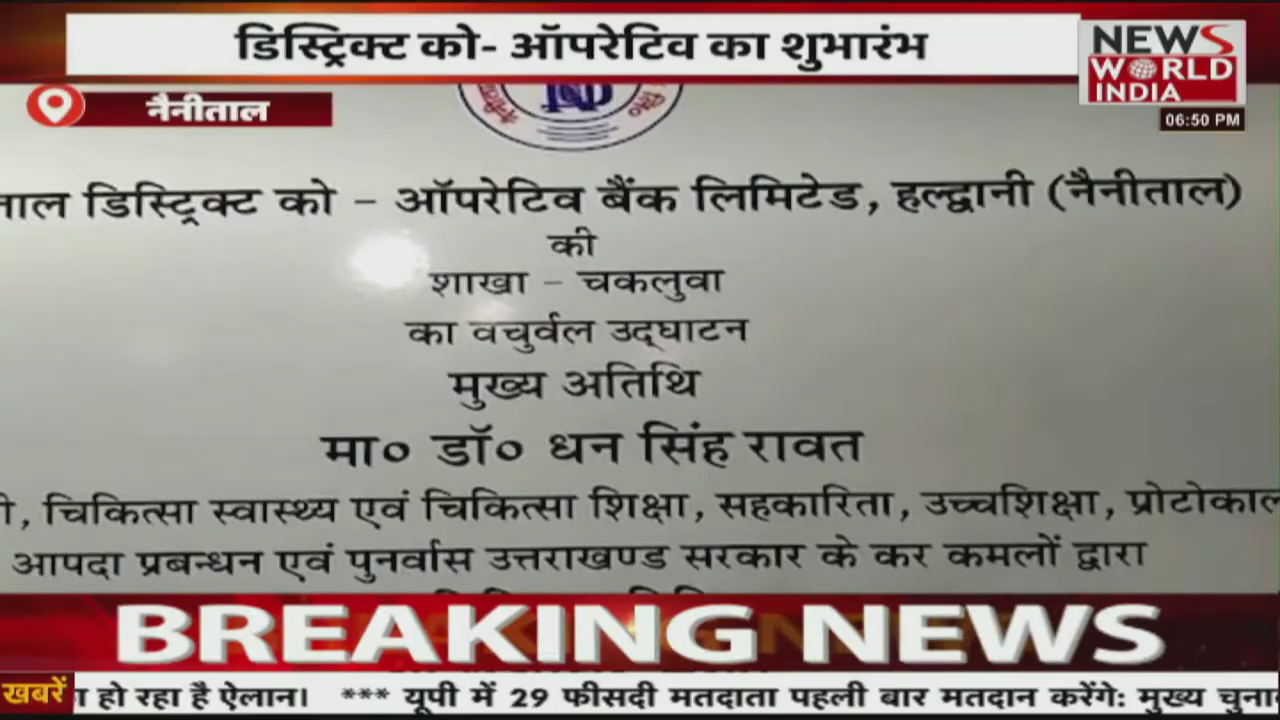 डिस्ट्रिक्ट को- ऑपरेटिव का शुभारंभ
NEWS
WORLD
INDIA
06:50 PM
नैनीताल
डिस्ट्रिक्ट को – ऑपरेटिव बैंक लिमिटेड, हल्द्वानी (नैनीताल)
की
शाखा – चकलुवा
का वचुर्वल उद्घाटन
मुख्य अतिथि
मा० डॉ० धन सिंह रावत
, चिकित्सा स्वास्थ्य एवं चिकित्सा शिक्षा, सहकारिता, उच्चशिक्षा, प्रोटोकाल
आपदा प्रबन्धन एवं पुनर्वास उत्तराखण्ड सरकार के कर कमलों द्वारा
BREAKING NEWS
खबरें
हो रहा है ऐलान। *** यूपी में 29 फीसदी मतदाता पहली बार मतदान करेंगे: मुख्य